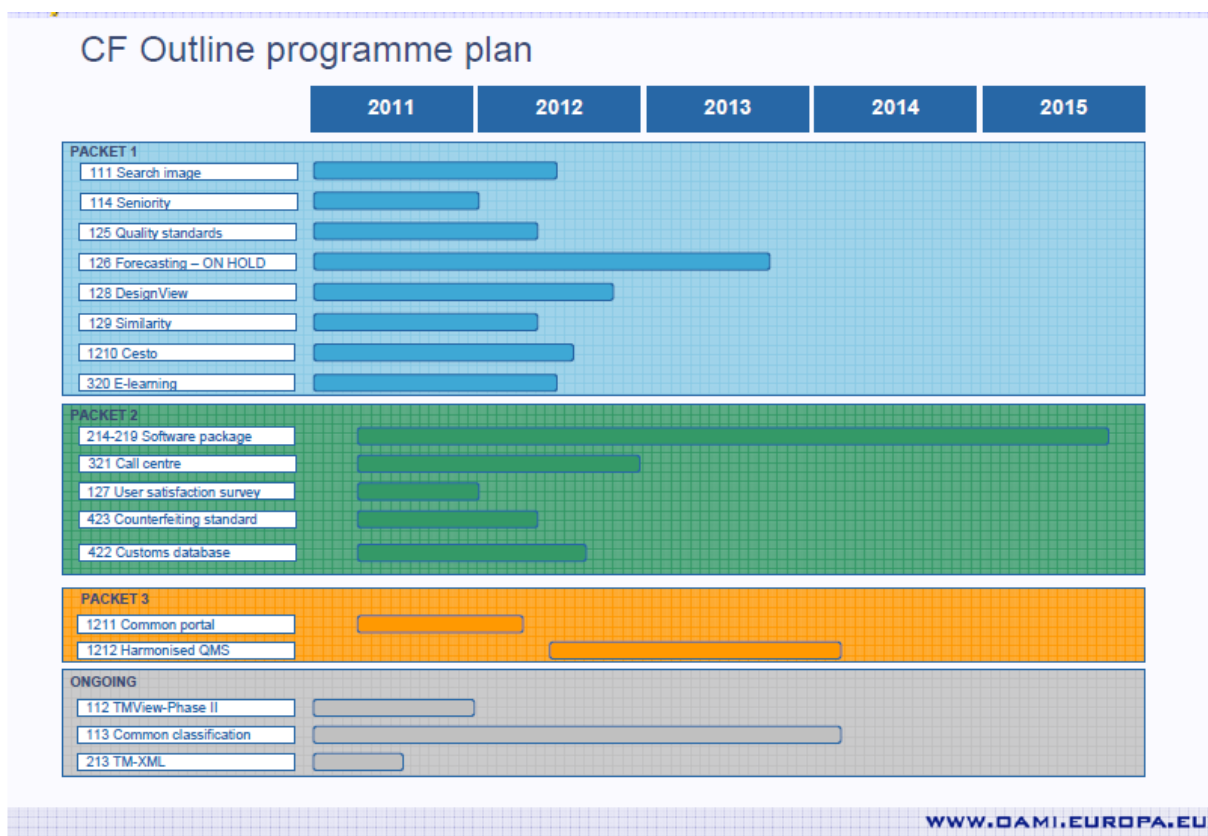 CF Outline programme plan
2011 2012 2013 2014 2015
PACKET 1
111 Search image
114 Seniority
125 Quality standards
126 Forecasting – ON HOLD
128 DesignView
129 Similarity
1210 Cesto
320 E-learning
PACKET 2
214-219 Software package
321 Call centre
127 User satisfaction survey
423 Counterfeiting standard
422 Customs database
PACKET 3
1211 Common portal
1212 Harmonised QMS
ONGOING
112 TMView-Phase II
113 Common classification
213 TM-XML
WWW.OAMI.EUROPA.EU